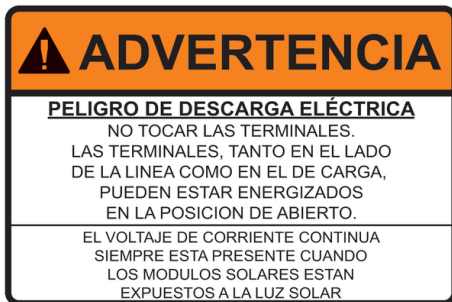 ADVERTENCIA
PELIGRO DE DESCARGA ELÉCTRICA
NO TOCAR LAS TERMINALES.
LAS TERMINALES, TANTO EN EL LADO
DE LA LINEA COMO EN EL DE CARGA,
PUEDEN ESTAR ENERGIZADOS
EN LA POSICION DE ABIERTO.
EL VOLTAJE DE CORRIENTE CONTINUA
SIEMPRE ESTA PRESENTE CUANDO
LOS MODULOS SOLARES ESTAN
EXPUESTOS A LA LUZ SOLAR